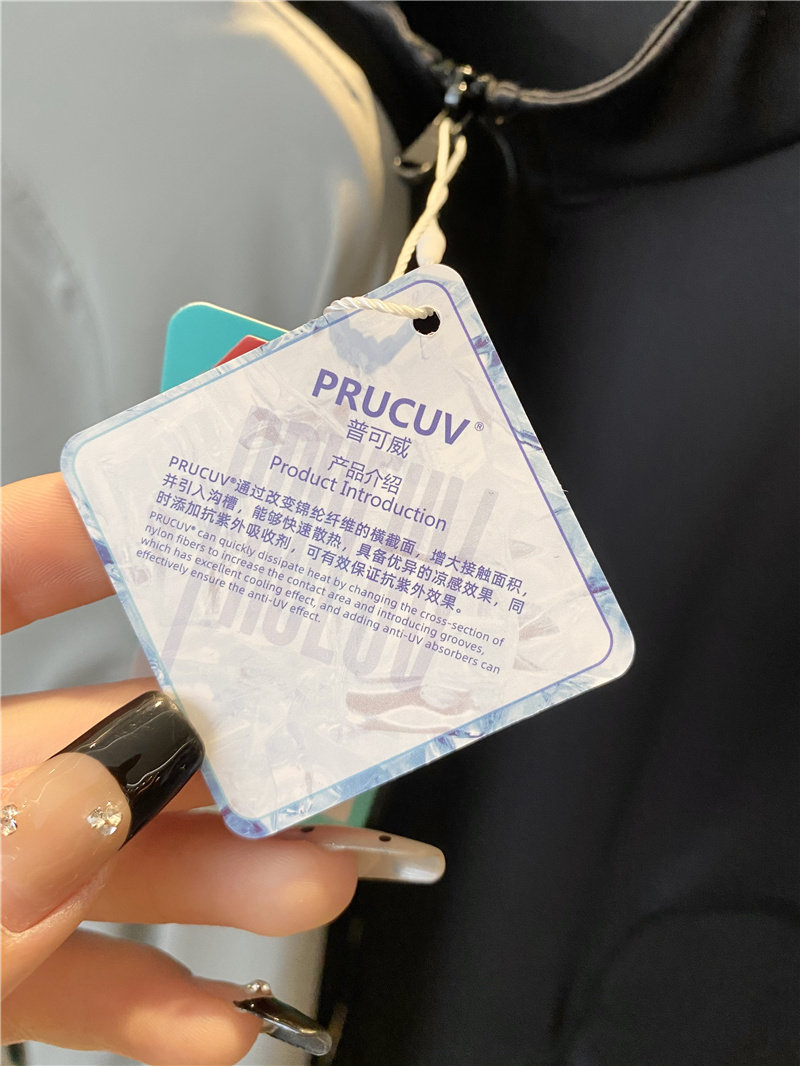 PRUCUV®
普可威
产品介绍
Product Introduction
PRUCUV®通过改变锦纶纤维的横截面，增大接触面积，
并引入沟槽，能够快速散热，具备优异的凉感效果，同
时添加抗紫外吸收剂，可有效保证抗紫外效果。
PRUCUV® can quickly dissipate heat by changing the cross-section of
nylon fibers to increase the contact area and introducing grooves,
which has excellent cooling effect, and adding anti-UV absorbers can
effectively ensure the anti-UV effect.